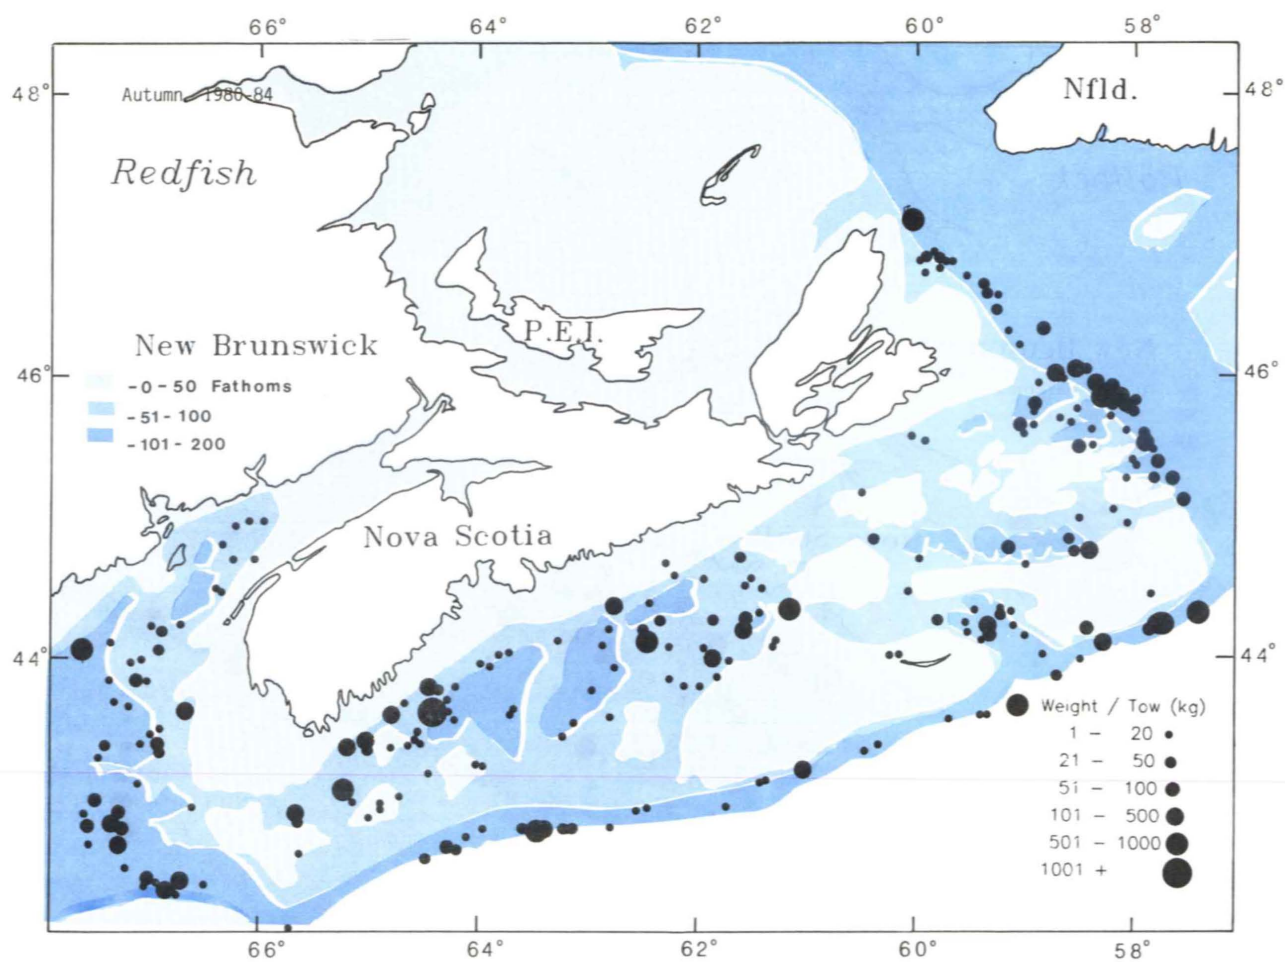 66° 64° 62° 60° 58°
48° 48°
Autumn 1980-84
Nfld.
Redfish
New Brunswick
P.E.I.
46° 46°
-0-50 Fathoms
-51-100
-101-200
Nova Scotia
44° 44°
Weight / Tow (kg)
1 - 20
21 - 50
51 - 100
101 - 500
501 - 1000
1001 +
66° 64° 62° 60° 58°